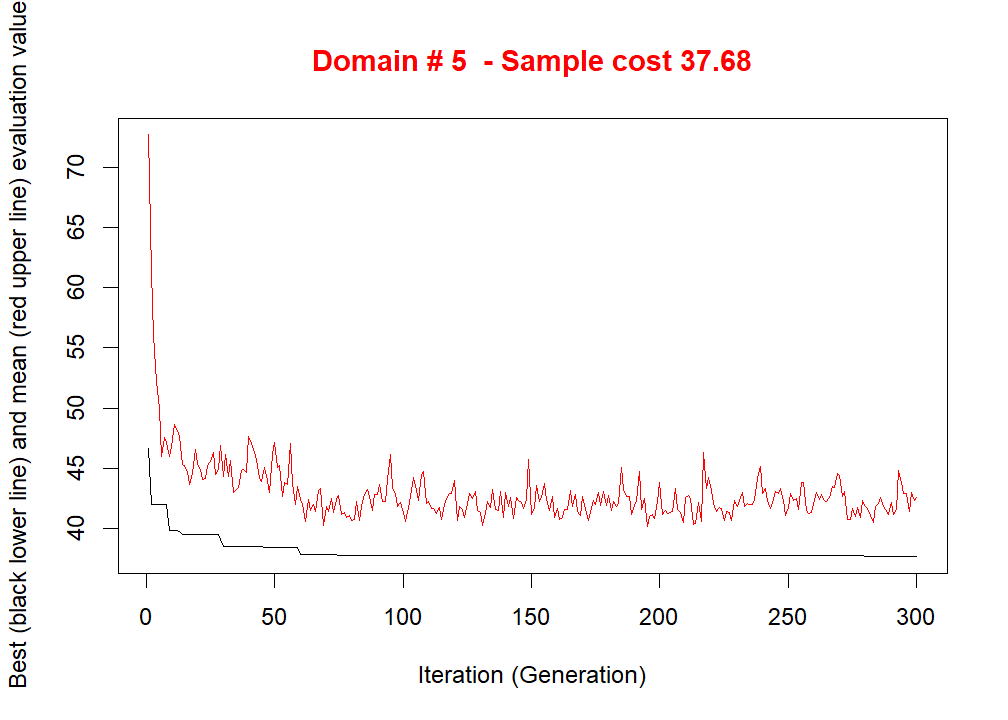 Domain # 5  - Sample cost 37.68
Best (black lower line) and mean (red upper line) evaluation value
70
65
60
55
50
45
40
0 50 100 150 200 250 300
Iteration (Generation)